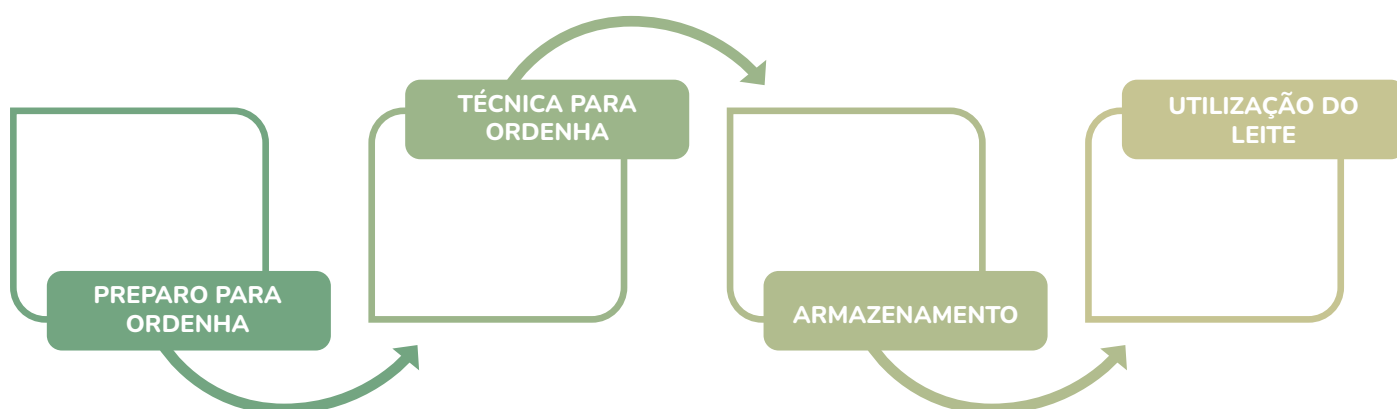 PREPARO PARA
ORDENHA
TÉCNICA PARA
ORDENHA
ARMAZENAMENTO
UTILIZAÇÃO DO
LEITE